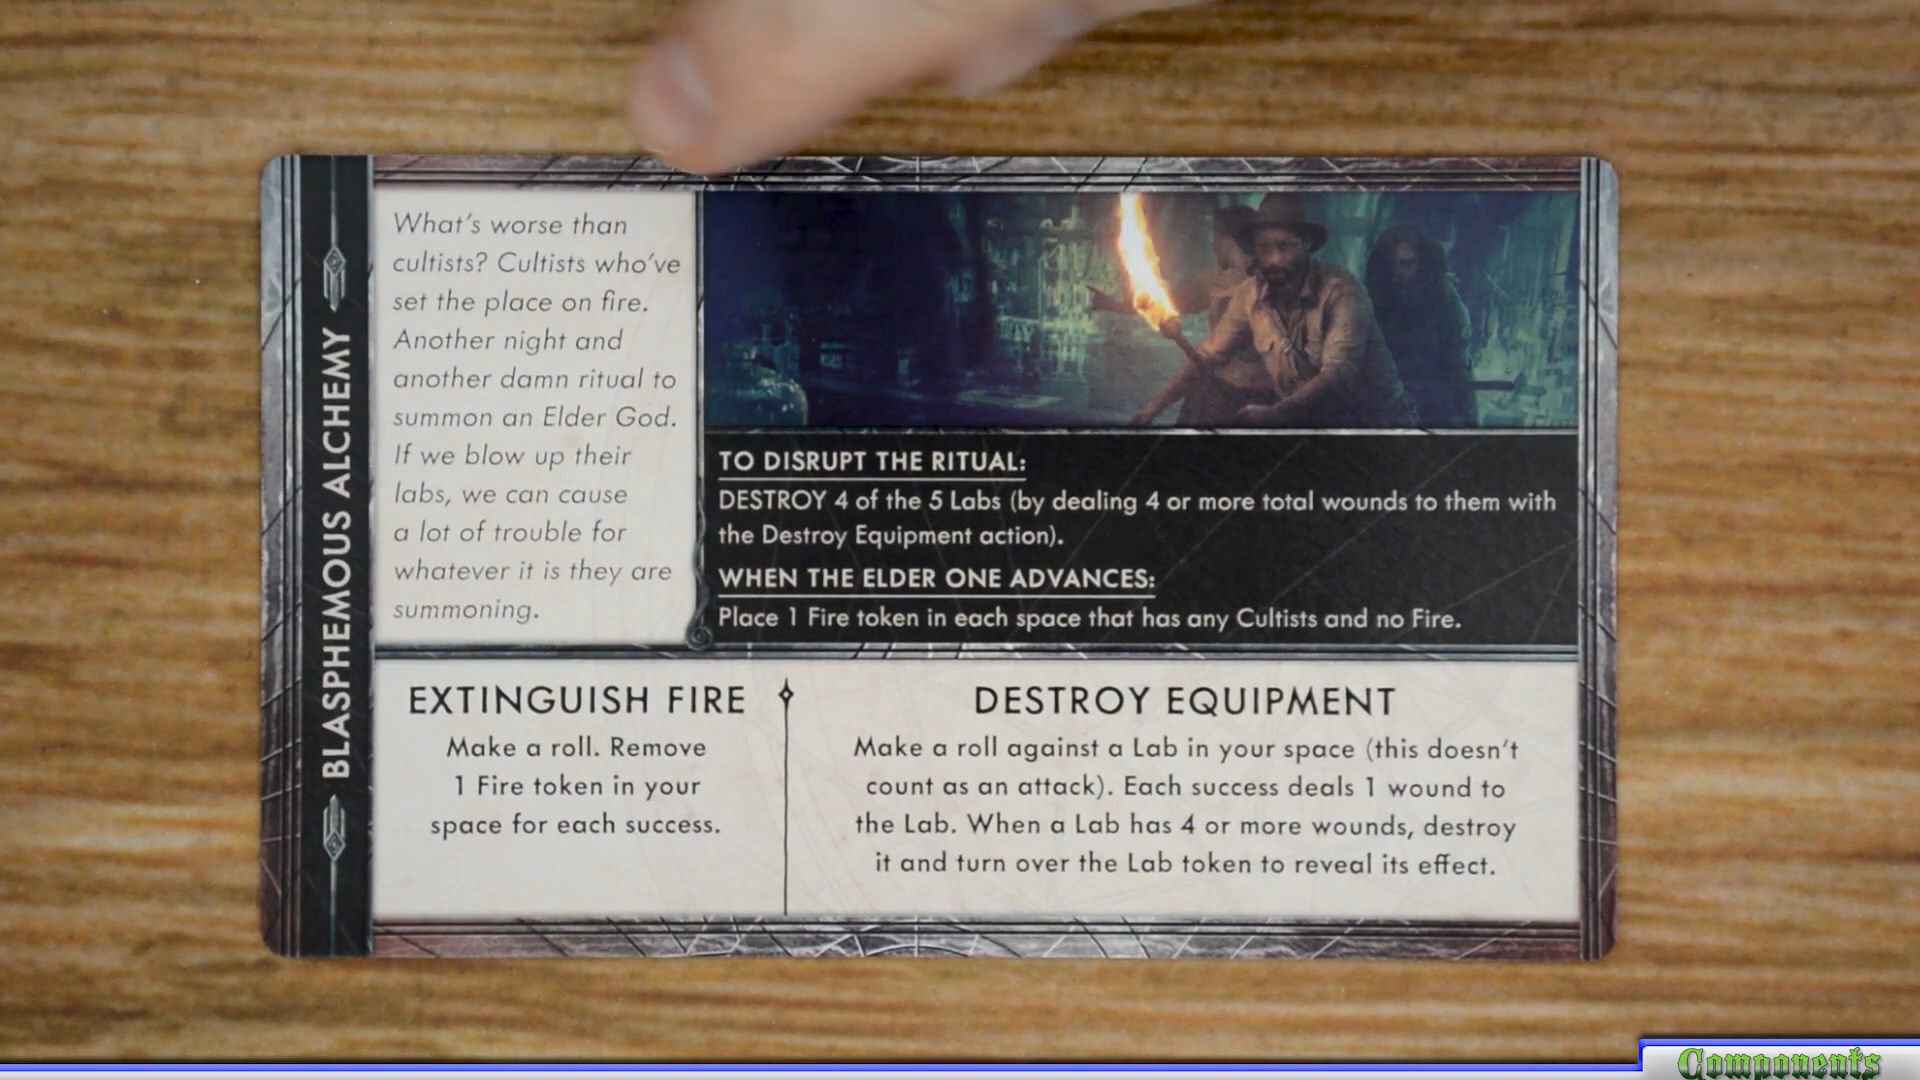 BLASPHEMOUS ALCHEMY
What's worse than
cultists? Cultists who've
set the place on fire.
Another night and
another damn ritual to
summon an Elder God.
If we blow up their
labs, we can cause
a lot of trouble for
whatever it is they are
summoning.
TO DISRUPT THE RITUAL:
DESTROY 4 of the 5 Labs (by dealing 4 or more total wounds to them with
the Destroy Equipment action).
WHEN THE ELDER ONE ADVANCES:
Place 1 Fire token in each space that has any Cultists and no Fire.
EXTINGUISH FIRE
Make a roll. Remove
1 Fire token in your
space for each success.
DESTROY EQUIPMENT
Make a roll against a Lab in your space (this doesn't
count as an attack). Each success deals 1 wound to
the Lab. When a Lab has 4 or more wounds, destroy
it and turn over the Lab token to reveal its effect.
Components